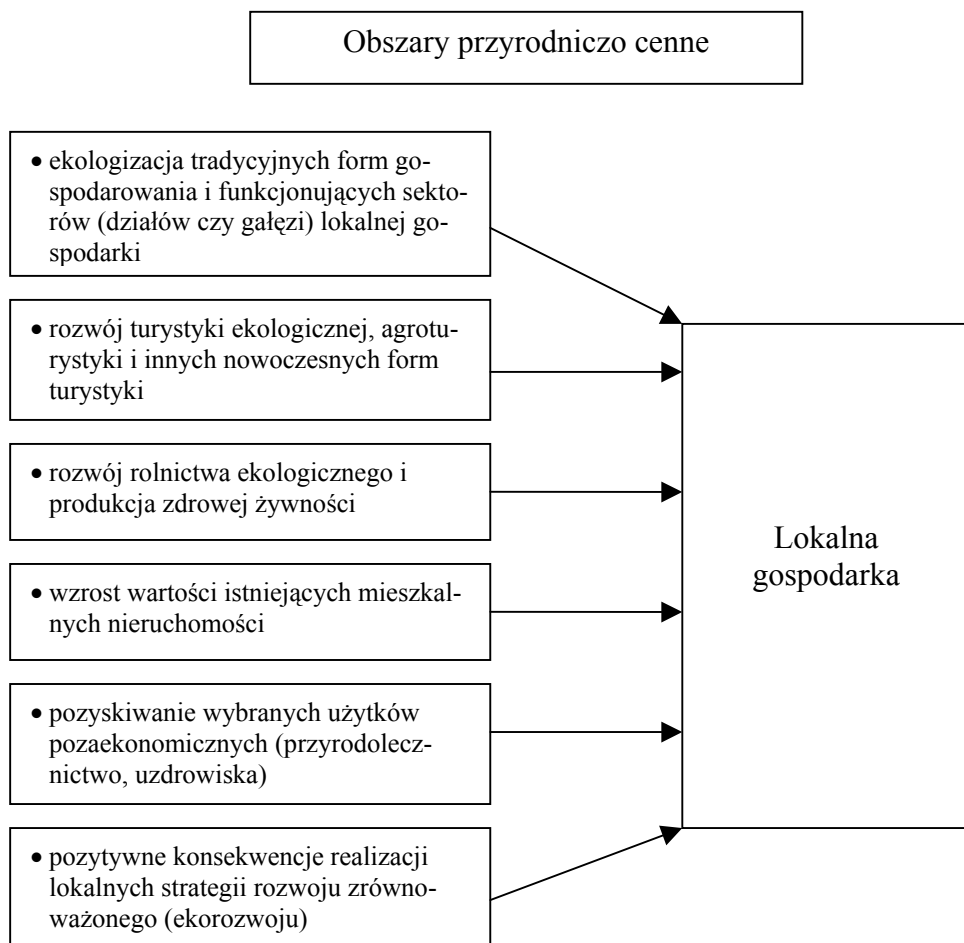 Obszary przyrodniczo cenne
• ekologizacja tradycyjnych form go-
spodarowania i funkcjonujących sekto-
rów (działów czy gałęzi) lokalnej go-
spodarki
• rozwój turystyki ekologicznej, agrotu-
rystyki i innych nowoczesnych form
turystyki
• rozwój rolnictwa ekologicznego i
produkcja zdrowej żywności
• wzrost wartości istniejących mieszkal-
nych nieruchomości
• pozyskiwanie wybranych użytków
pozaekonomicznych (przyrodolecz-
nictwo, uzdrowiska)
• pozytywne konsekwencje realizacji
lokalnych strategii rozwoju zrówno-
ważonego (ekorozwoju)
Lokalna
gospodarka